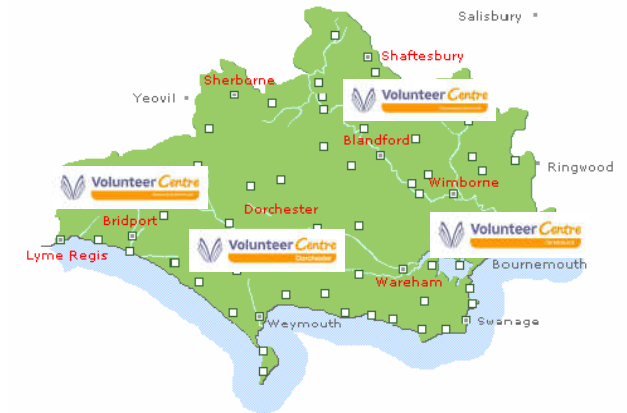 Salisbury
Shaftesbury
Sherborne
Yeovil
Volunteer Centre
Blandford
Ringwood
Volunteer Centre
Wimborne
Bridport
Dorchester
Volunteer Centre
Volunteer Centre
Dorchester
Lyme Regis
Bournemouth
Wareham
Weymouth
Swanage